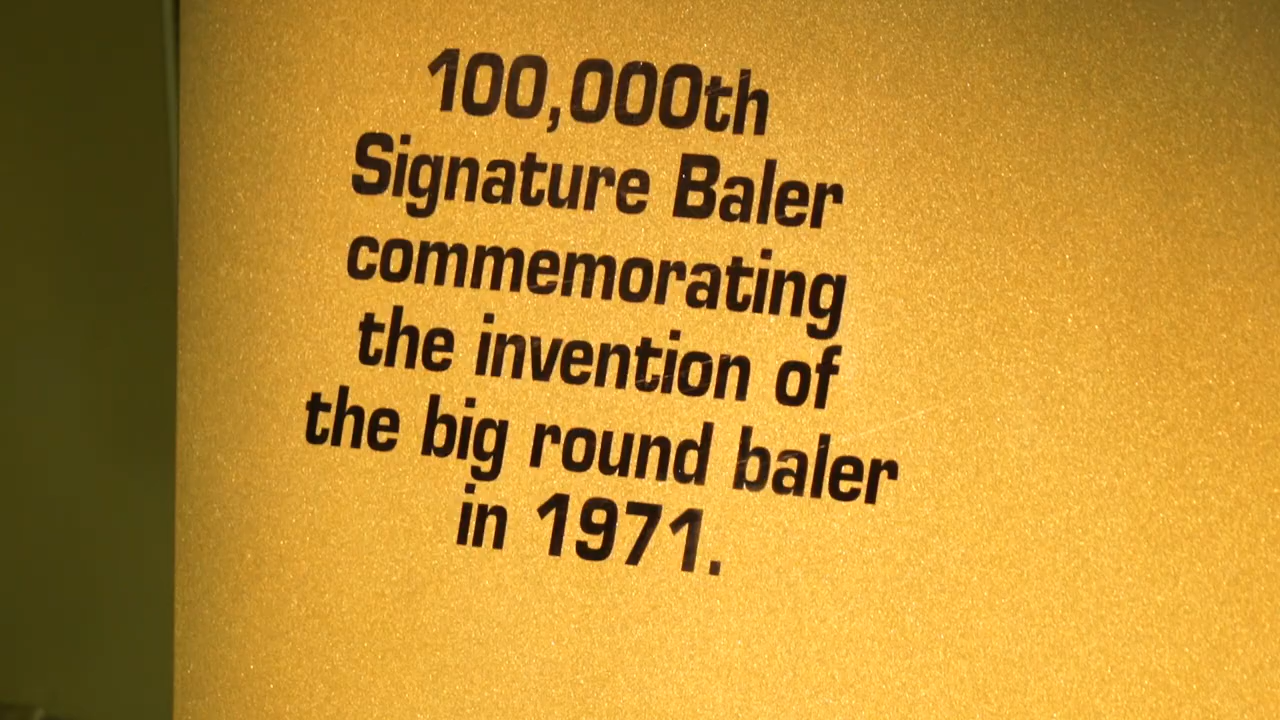 100,000th
Signature Baler
commemorating
the invention of
the big round baler
in 1971.